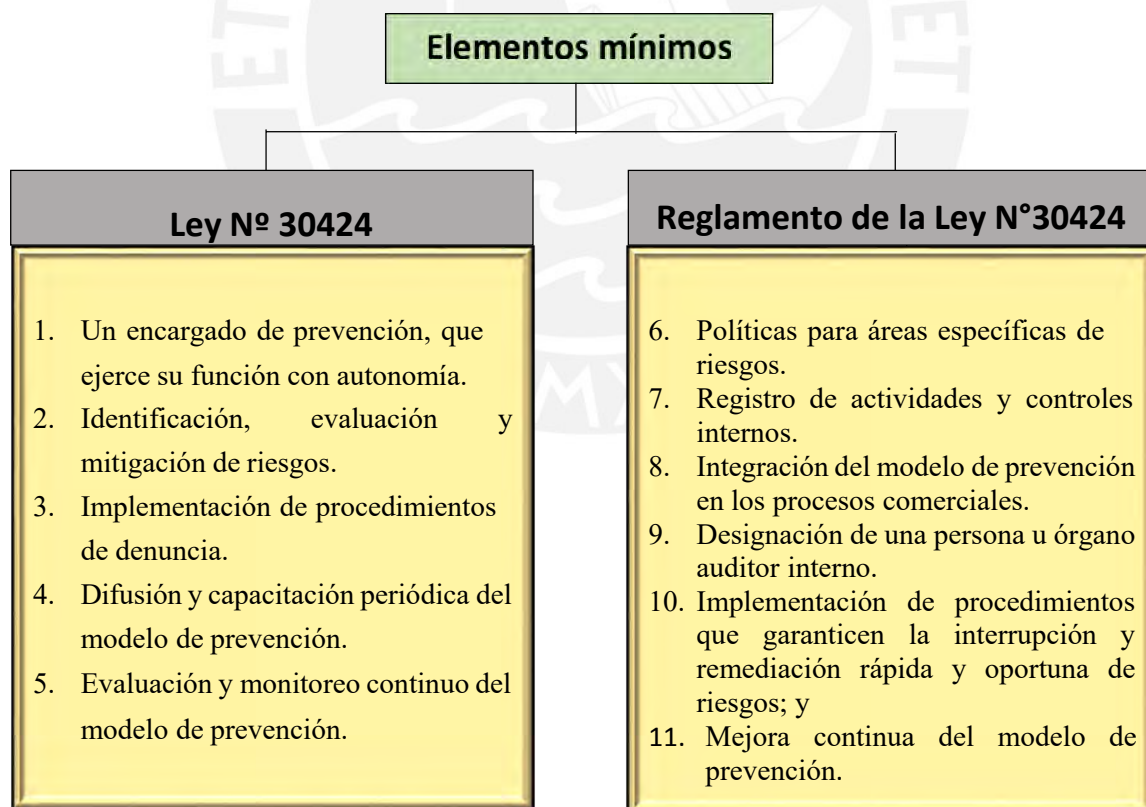 Elementos mínimos
Ley Nº 30424
1. Un encargado de prevención, que
ejerce su función con autonomía.
2. Identificación, evaluación y
mitigación de riesgos.
3. Implementación de procedimientos
de denuncia.
4. Difusión y capacitación periódica del
modelo de prevención.
5. Evaluación y monitoreo continuo del
modelo de prevención.
Reglamento de la Ley N°30424
6. Políticas para áreas específicas de
riesgos.
7. Registro de actividades y controles
internos.
8. Integración del modelo de prevención
en los procesos comerciales.
9. Designación de una persona u órgano
auditor interno.
10. Implementación de procedimientos
que garanticen la interrupción y
remediación rápida y oportuna de
riesgos; y
11. Mejora continua del modelo de
prevención.